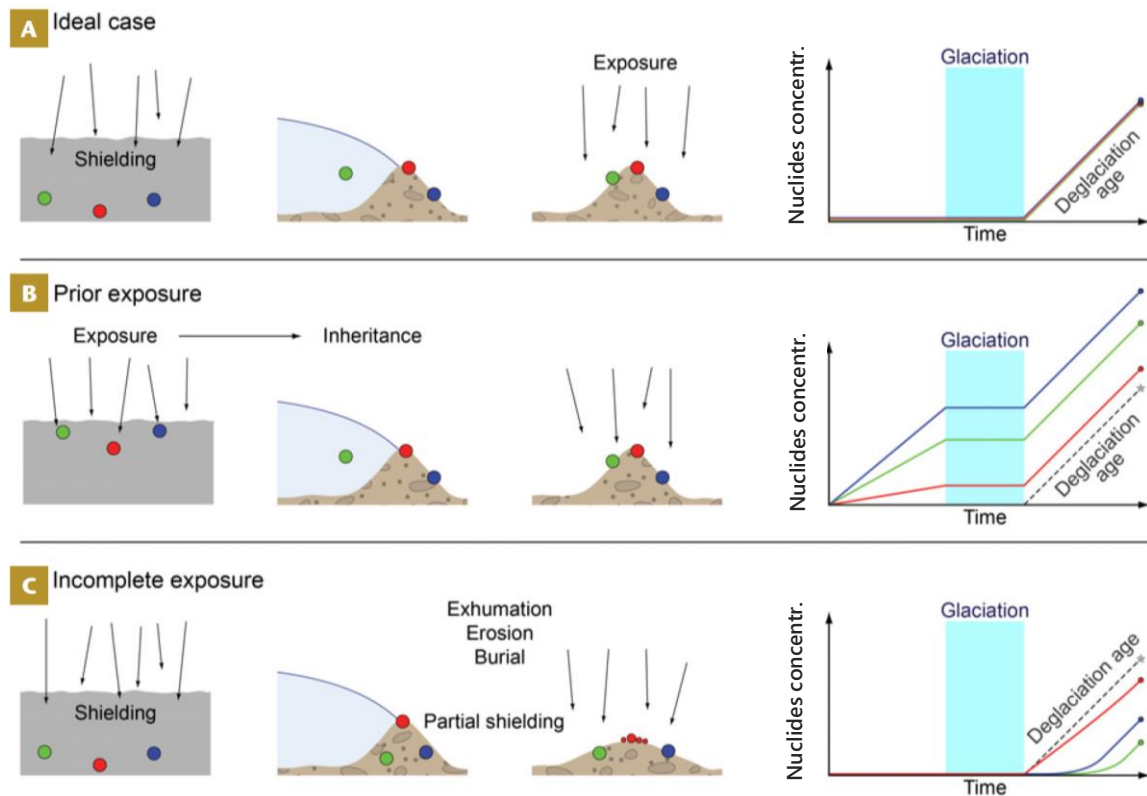 A Ideal case
Shielding
Exposure
Nuclides concentr.
Glaciation
Deglaciation
age
Time
B Prior exposure
Exposure
Inheritance
Nuclides concentr.
Glaciation
Deglaciation
age
Time
C Incomplete exposure
Shielding
Exhumation
Erosion
Burial
Partial shielding
Nuclides concentr.
Glaciation
Deglaciation age
Time